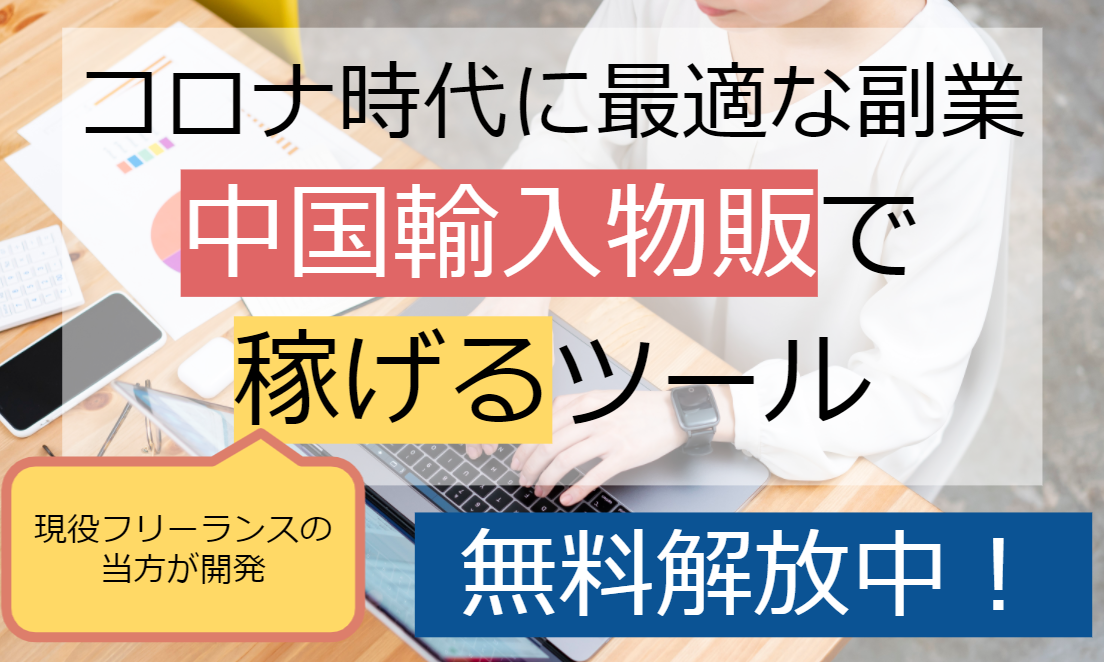 コロナ時代に最適な副業
中国輸入物販で
稼げるツール
現役フリーランスの
当方が開発
無料解放中！